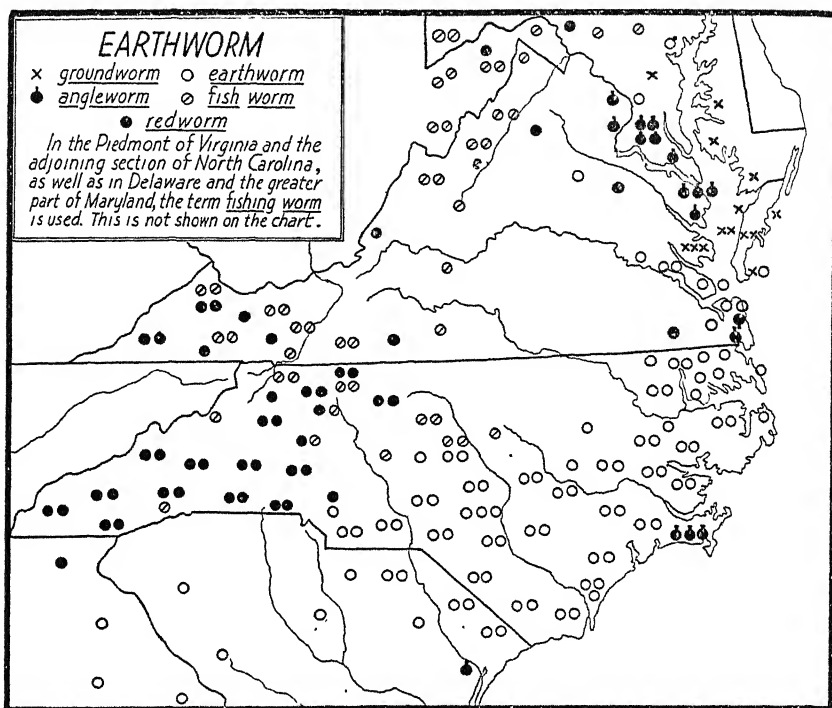 EARTHWORM
× groundworm ○ earthworm
angleworm ⊘ fish worm
● redworm
In the Piedmont of Virginia and the
adjoining section of North Carolina,
as well as in Delaware and the greater
part of Maryland, the term fishing worm
is used. This is not shown on the chart.